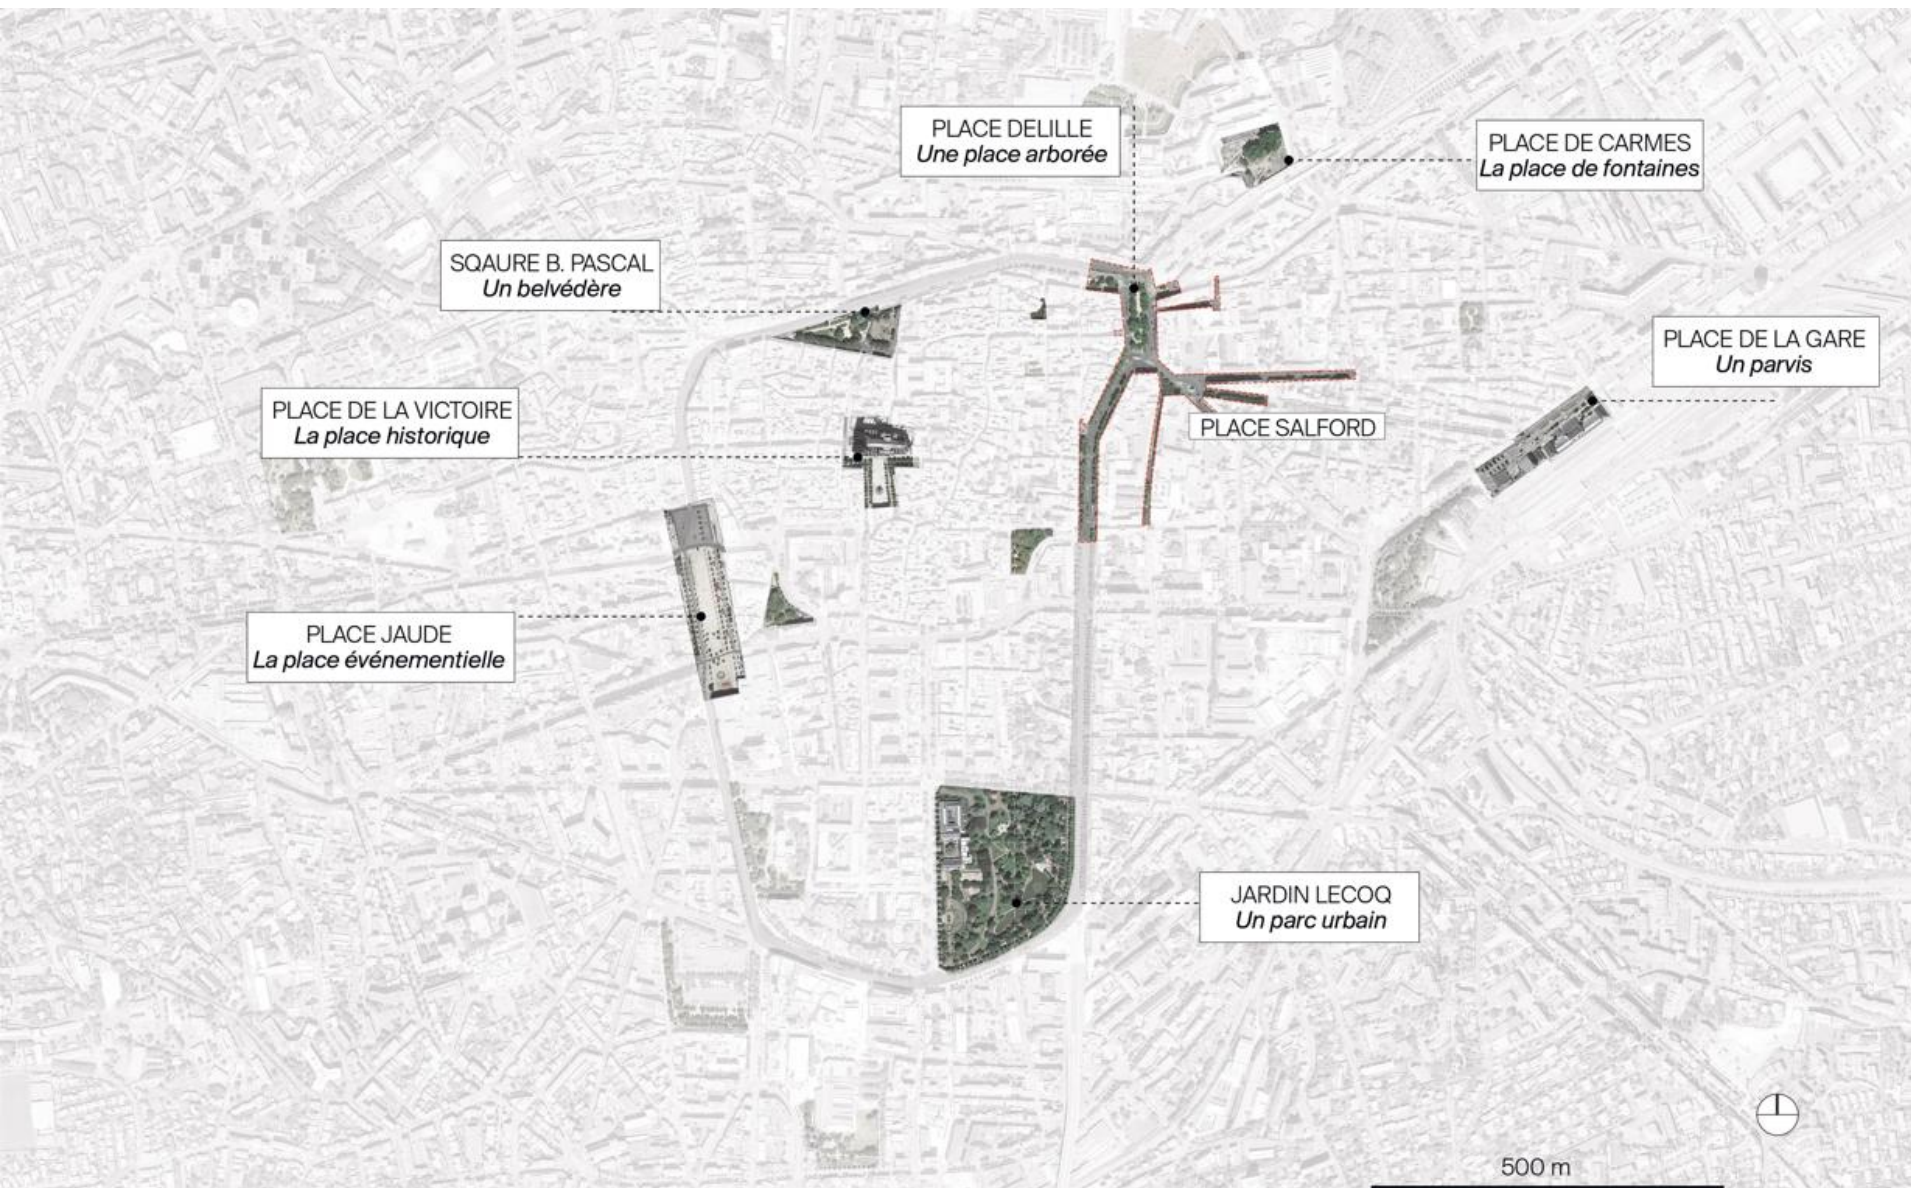 PLACE DELILLE
Une place arborée
PLACE DE CARMES
La place de fontaines
SQAURE B. PASCAL
Un belvédère
PLACE DE LA GARE
Un parvis
PLACE DE LA VICTOIRE
La place historique
PLACE SALFORD
PLACE JAUDE
La place événementielle
JARDIN LECOQ
Un parc urbain
500 m